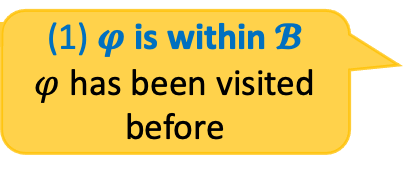 (1) 𝝋 is within 𝓑
𝜑 has been visited
before